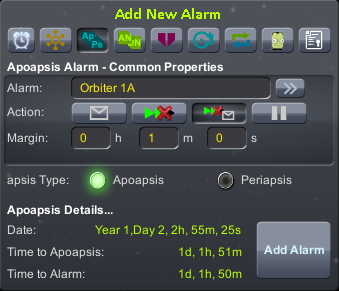 Add New Alarm
Ap Pe AN DN
Apoapsis Alarm - Common Properties
Alarm: Orbiter 1A
Action:
Margin: 0 h 1 m 0 s
apsis Type: Apoapsis Periapsis
Apoapsis Details...
Date: Year 1,Day 2, 2h, 55m, 25s
Time to Apoapsis: 1d, 1h, 51m
Time to Alarm: 1d, 1h, 50m
Add Alarm